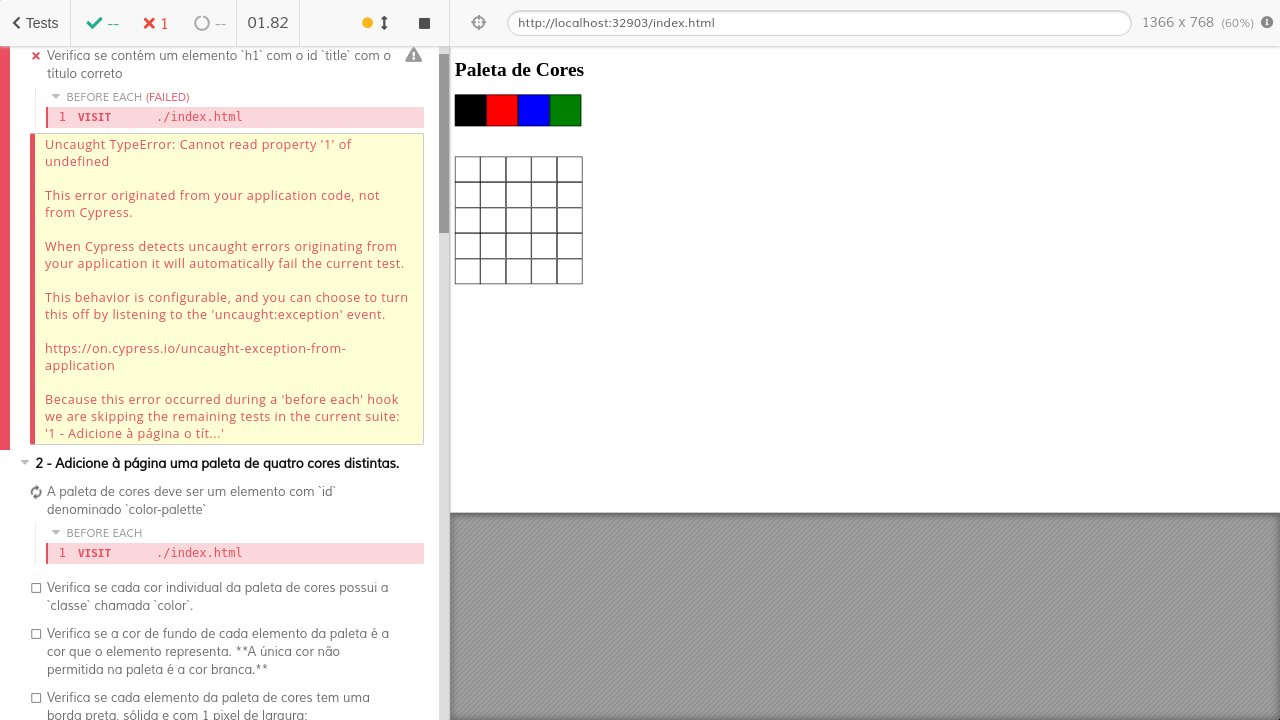 Tests
--
1
--
01.82
http://localhost:32903/index.html
1366 x 768 (60%)
Verifica se contém um elemento `h1` com o id `title` com o
título correto
BEFORE EACH (FAILED)
1 VISIT ./index.html
Uncaught TypeError: Cannot read property '1' of
undefined
This error originated from your application code, not
from Cypress.
When Cypress detects uncaught errors originating from
your application it will automatically fail the current test.
This behavior is configurable, and you can choose to turn
this off by listening to the 'uncaught:exception' event.
https://on.cypress.io/uncaught-exception-from-
application
Because this error occurred during a 'before each' hook
we are skipping the remaining tests in the current suite:
'1 - Adicione à página o tít...'
2 - Adicione à página uma paleta de quatro cores distintas.
A paleta de cores deve ser um elemento com `id`
denominado `color-palette`
BEFORE EACH
1 VISIT ./index.html
Verifica se cada cor individual da paleta de cores possui a
`classe` chamada `color`.
Verifica se a cor de fundo de cada elemento da paleta é a
cor que o elemento representa. **A única cor não
permitida na paleta é a cor branca.**
Verifica se cada elemento da paleta de cores tem uma
borda preta, sólida e com 1 pixel de largura;
Paleta de Cores